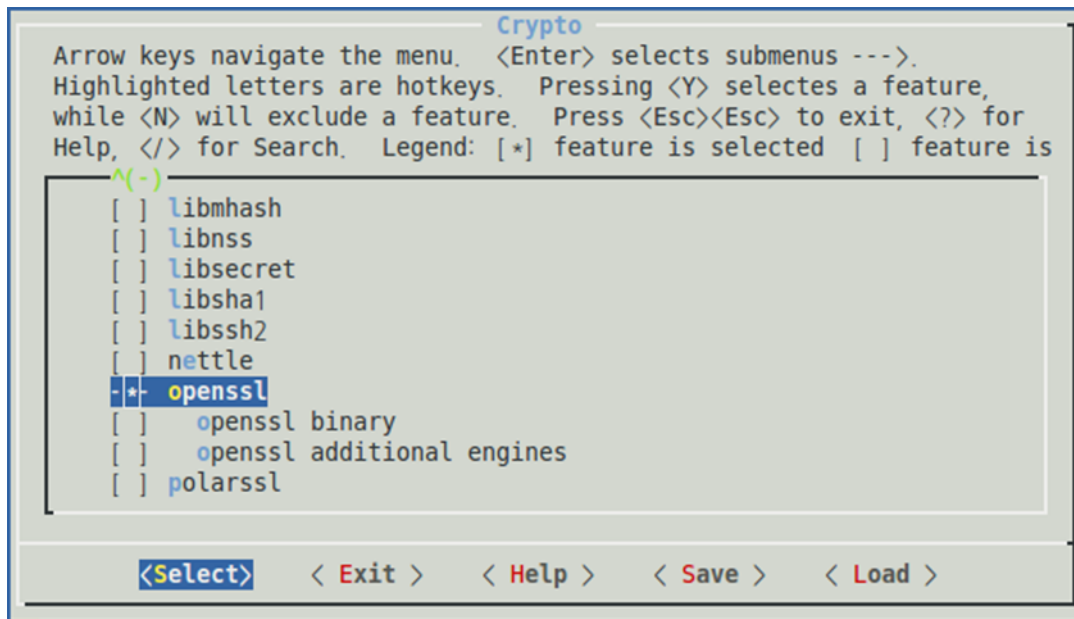 Crypto
Arrow keys navigate the menu.  <Enter> selects submenus --->.
Highlighted letters are hotkeys.  Pressing <Y> selectes a feature,
while <N> will exclude a feature.  Press <Esc><Esc> to exit, <?> for
Help, </> for Search.  Legend: [*] feature is selected  [ ] feature is
^(-)
[ ] libmhash
[ ] libnss
[ ] libsecret
[ ] libsha1
[ ] libssh2
[ ] nettle
-*- openssl
[ ]   openssl binary
[ ]   openssl additional engines
[ ] polarssl
<Select>    < Exit >    < Help >    < Save >    < Load >